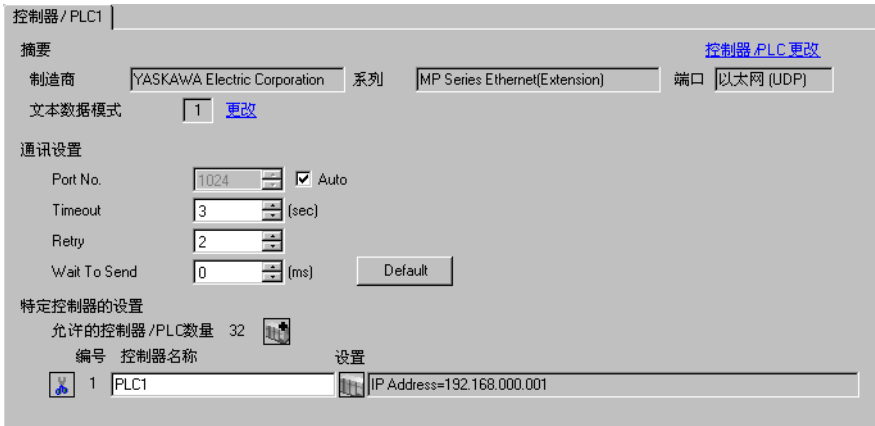 控制器/PLC1
摘要 控制器/PLC更改
制造商 YASKAWA Electric Corporation 系列 MP Series Ethernet(Extension) 端口 以太网 (UDP)
文本数据模式 1 更改
通讯设置
Port No. 1024 Auto
Timeout 3 (sec)
Retry 2
Wait To Send 0 (ms) Default
特定控制器的设置
允许的控制器/PLC数量 32
编号 控制器名称 设置
1 PLC1 IP Address=192.168.000.001